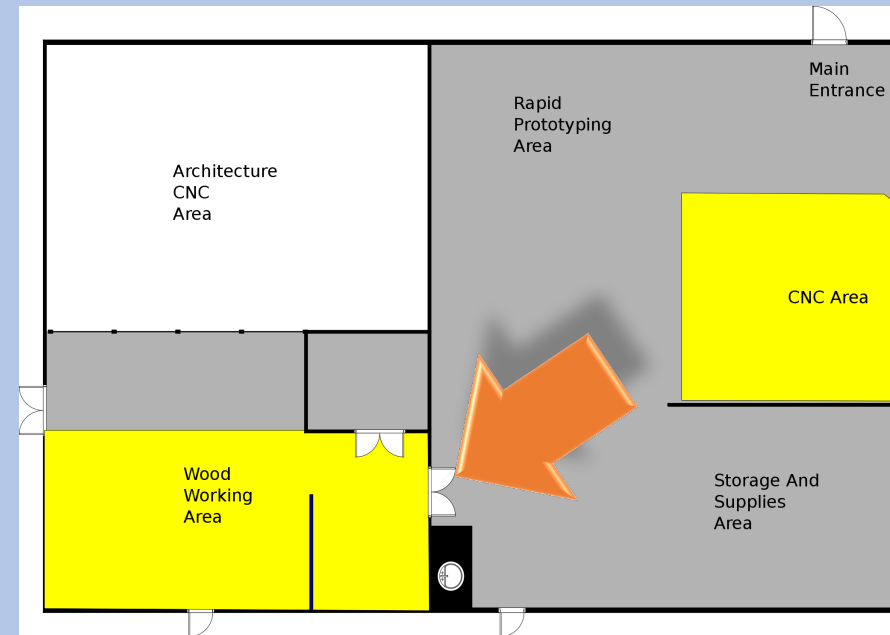 Main
Entrance
Rapid
Prototyping
Area
Architecture
CNC
Area
CNC Area
Wood
Working
Area
Storage And
Supplies
Area